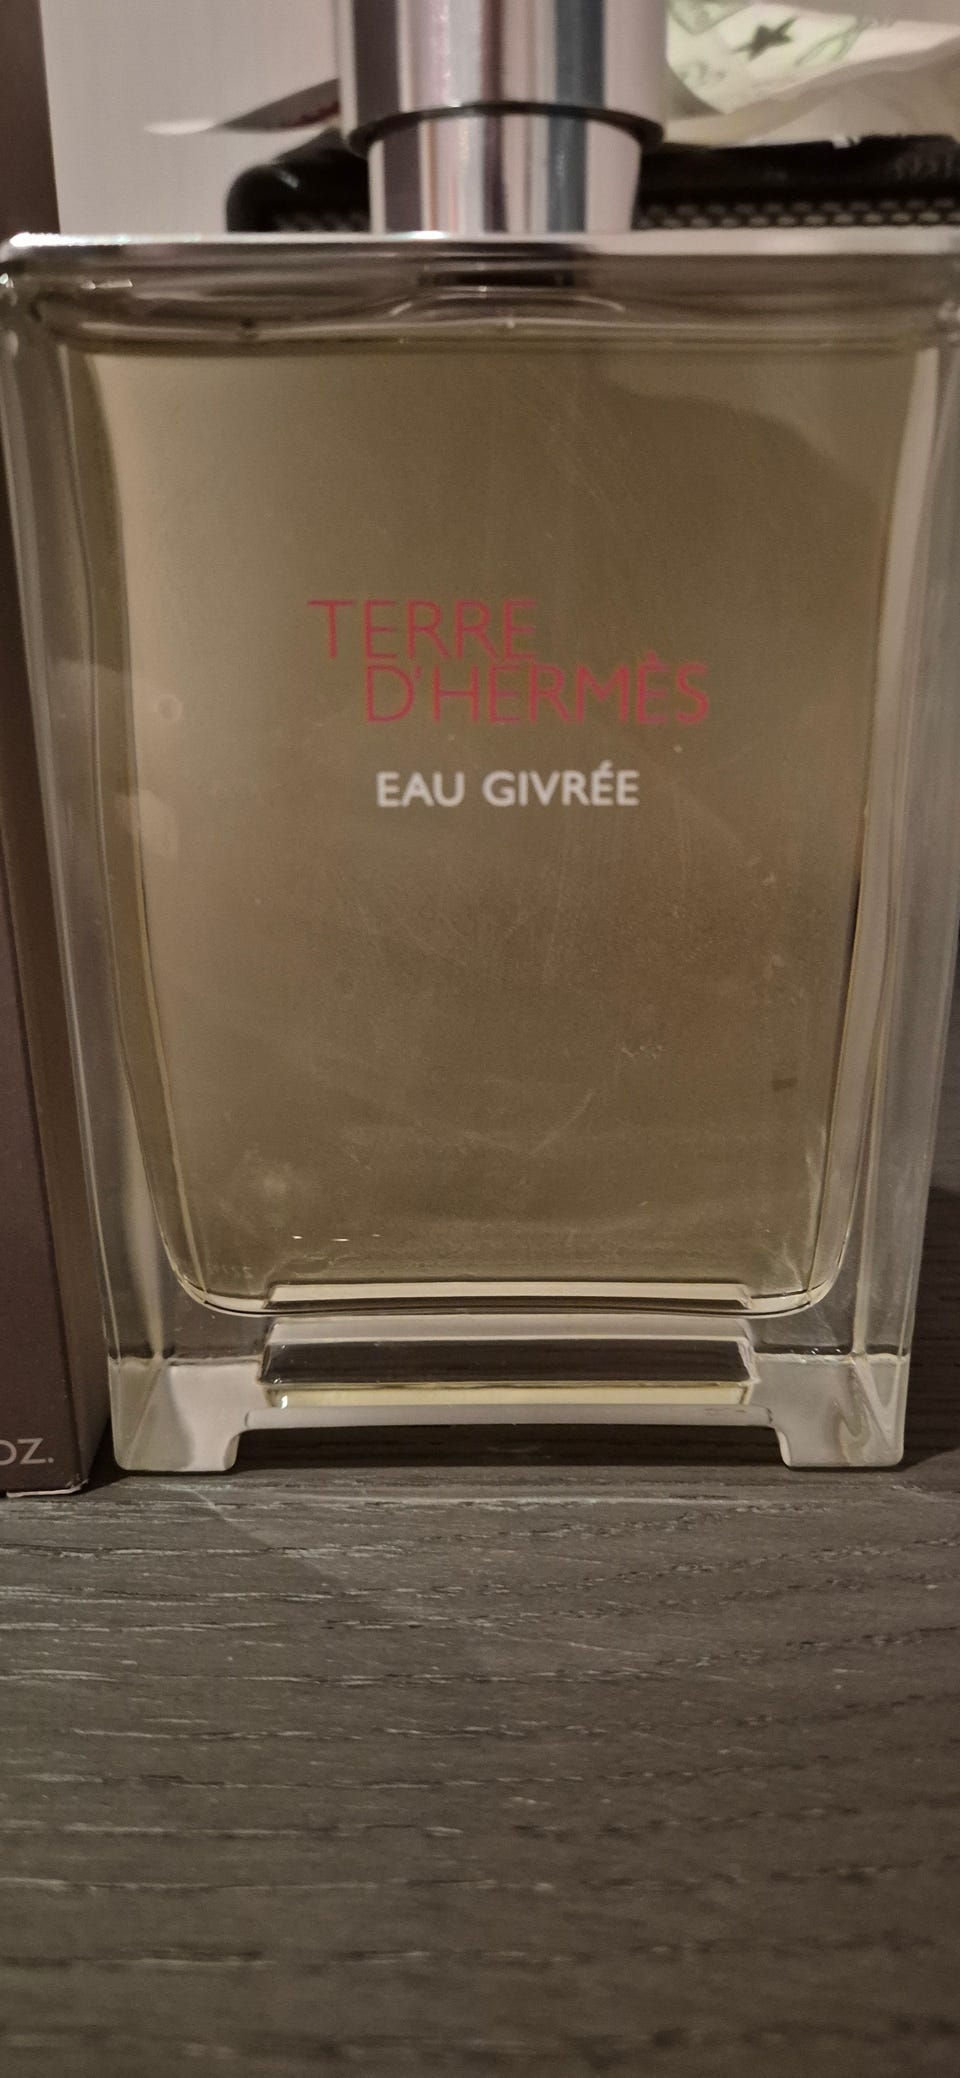 TERRE
D'HERMÈS
EAU GIVRÉE
OZ.